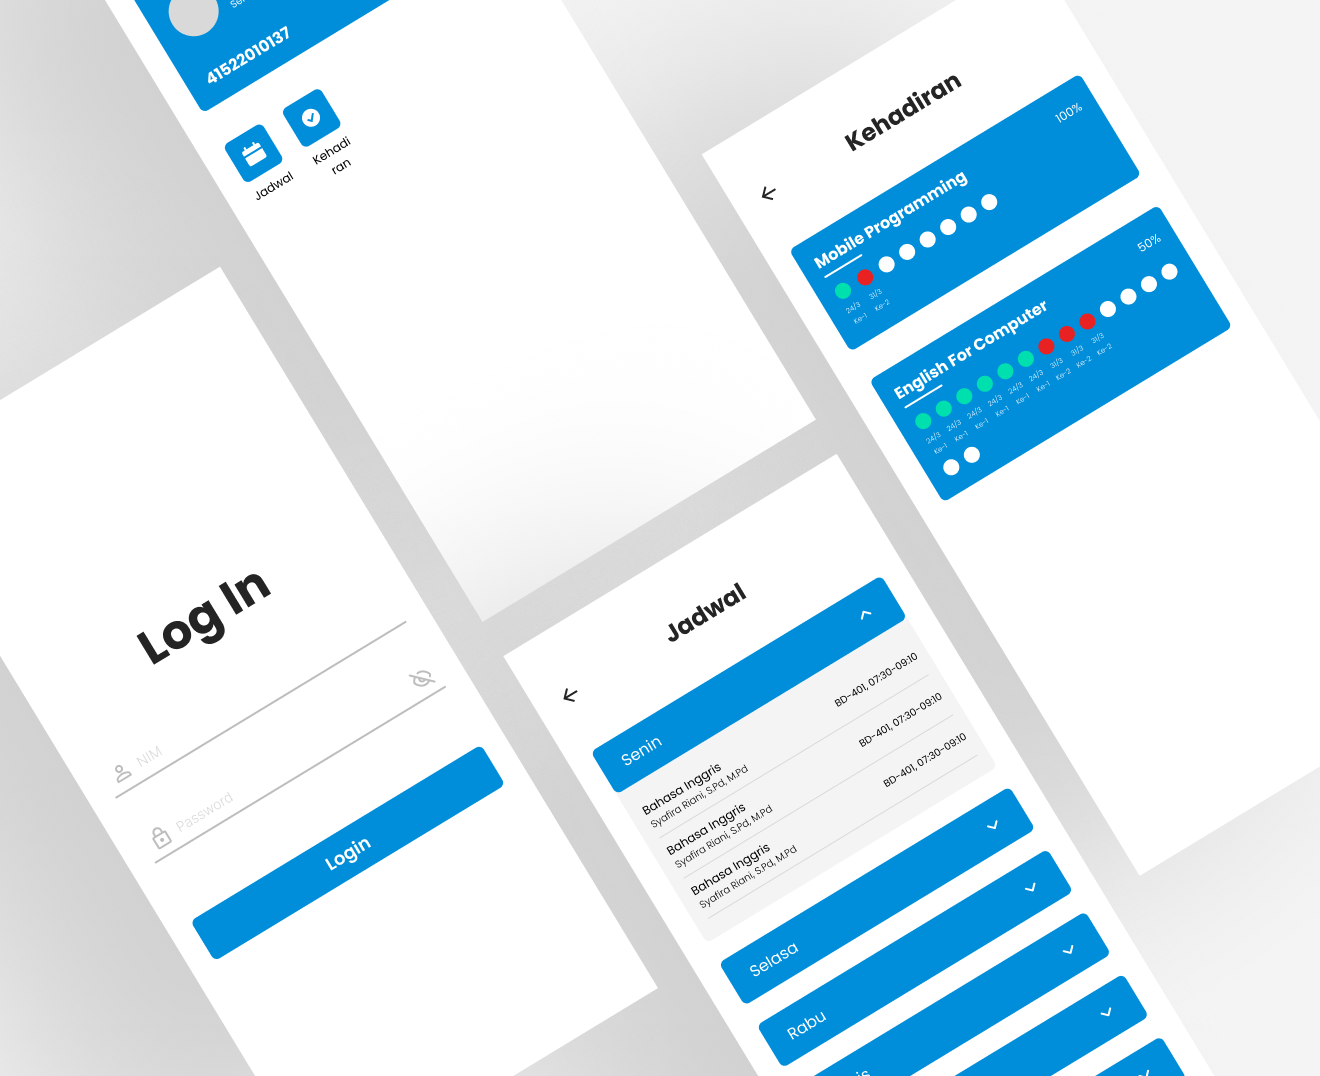 41522010137
Jadwal
Kehadi
ran
Kehadiran
Mobile Programming
100%
24/3
31/3
Ke-1
Ke-2
English For Computer
50%
24/3
24/3
24/3
24/3
24/3
24/3
31/3
31/3
31/3
Ke-1
Ke-1
Ke-1
Ke-1
Ke-1
Ke-1
Ke-2
Ke-2
Ke-2
Log In
NIM
Password
Login
Jadwal
Senin
Bahasa Inggris
Syafira Riani, S.Pd, M.Pd
BD-401, 07:30-09:10
Bahasa Inggris
Syafira Riani, S.Pd, M.Pd
BD-401, 07:30-09:10
Bahasa Inggris
Syafira Riani, S.Pd, M.Pd
BD-401, 07:30-09:10
Selasa
Rabu